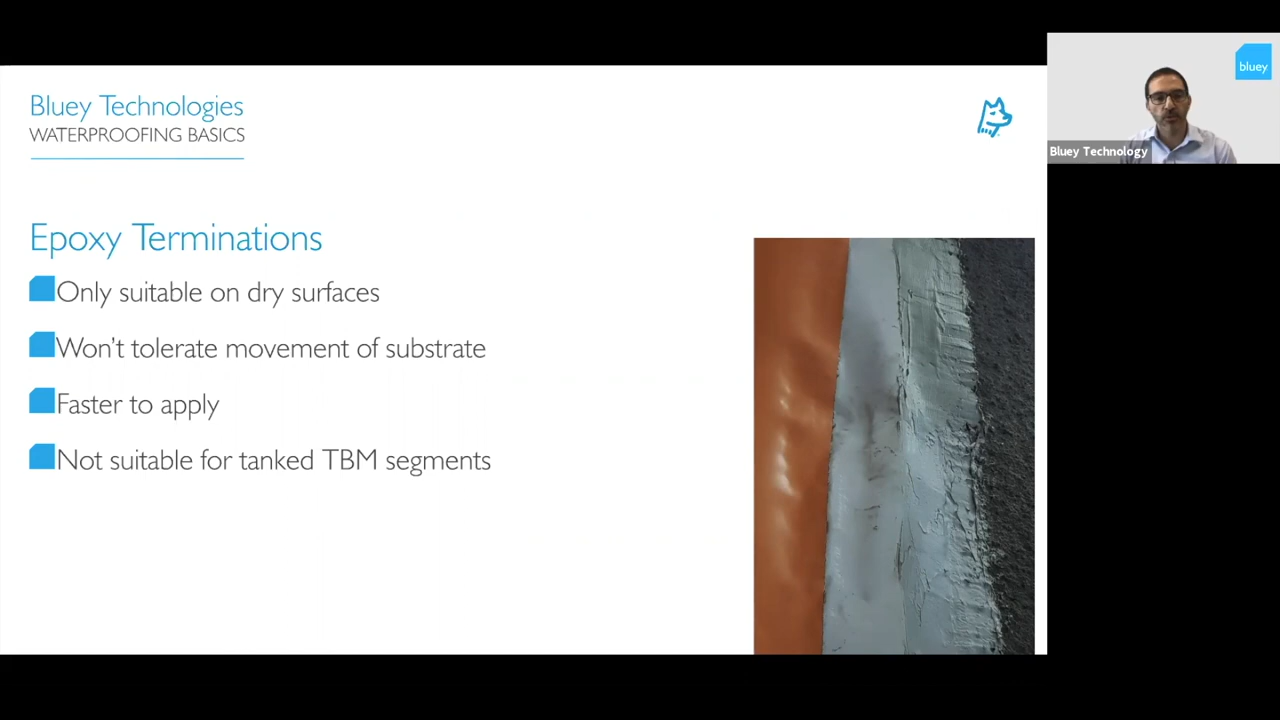 Bluey Technologies
WATERPROOFING BASICS
Epoxy Terminations
Only suitable on dry surfaces
Won't tolerate movement of substrate
Faster to apply
Not suitable for tanked TBM segments
bluey
Bluey Technology